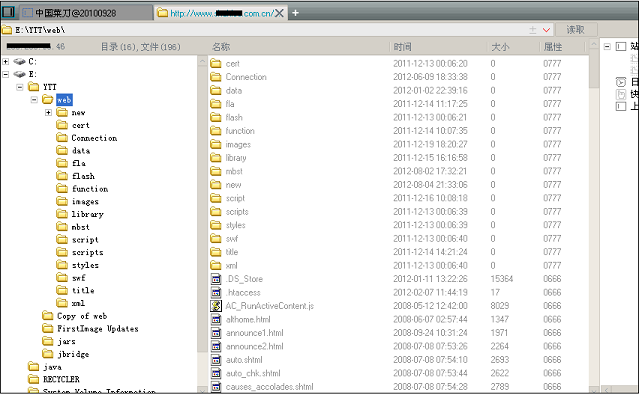 中国菜刀@20100928 http://www. .com.cn/
E:\YTT\web\ 读取
.46 目录(16),文件(196) 名称 时间 大小 属性
C:
E:
YTT
web
new
cert
Connection
data
fla
flash
function
images
library
mbst
script
scripts
styles
swf
title
xml
Copy of web
FirstImage Updates
jars
jbridge
java
RECYCLER
System Volume Information
cert 2011-12-13 00:06:20 0 0777
Connection 2012-06-09 18:33:38 0 0777
data 2012-01-02 22:39:16 0 0777
fla 2011-12-14 11:17:25 0 0777
flash 2011-12-13 00:06:21 0 0777
function 2011-12-14 10:07:35 0 0777
images 2011-12-19 18:20:27 0 0777
library 2011-12-15 16:16:58 0 0777
mbst 2012-08-02 17:32:21 0 0777
new 2012-08-04 21:33:06 0 0777
script 2011-12-16 10:08:18 0 0777
scripts 2011-12-13 00:06:39 0 0777
styles 2011-12-13 00:06:39 0 0777
swf 2011-12-13 00:06:40 0 0777
title 2011-12-14 14:21:24 0 0777
xml 2011-12-13 00:06:40 0 0777
.DS_Store 2012-01-11 13:22:26 15364 0666
.htaccess 2012-02-07 11:44:19 17 0666
AC_RunActiveContent.js 2008-05-12 12:42:00 8029 0666
althome.html 2008-06-07 02:57:44 1347 0666
announce1.html 2008-09-24 10:31:24 1971 0666
announce2.html 2008-07-08 07:53:26 2264 0666
auto.shtml 2008-07-08 07:54:10 2693 0666
auto_chk.shtml 2008-07-08 07:53:44 2622 0666
causes_accolades.shtml 2008-07-08 07:54:28 2789 0666
站
日
快
上